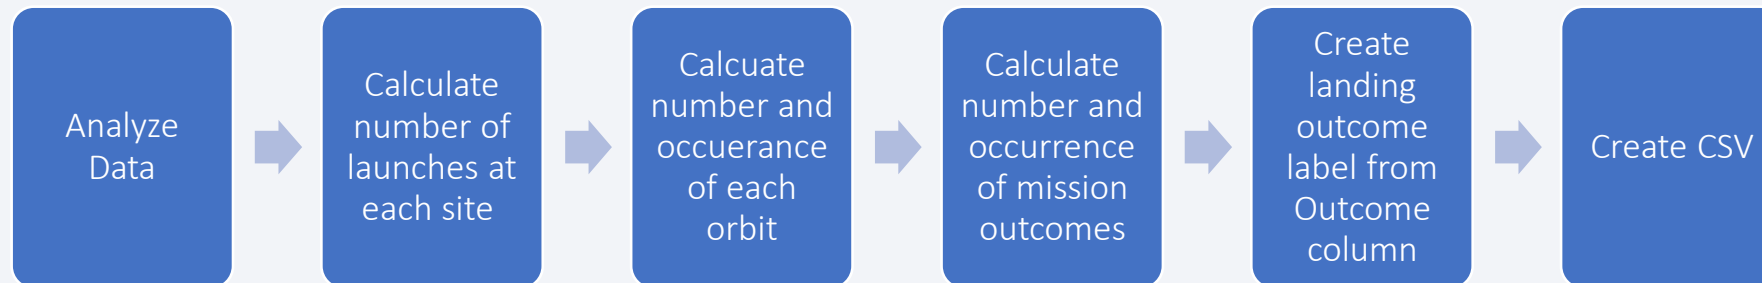 Analyze
Data
Calculate
number of
launches at
each site
Calcuate
number and
occuerance
of each
orbit
Calculate
number and
occurrence
of mission
outcomes
Create
landing
outcome
label from
Outcome
column
Create CSV